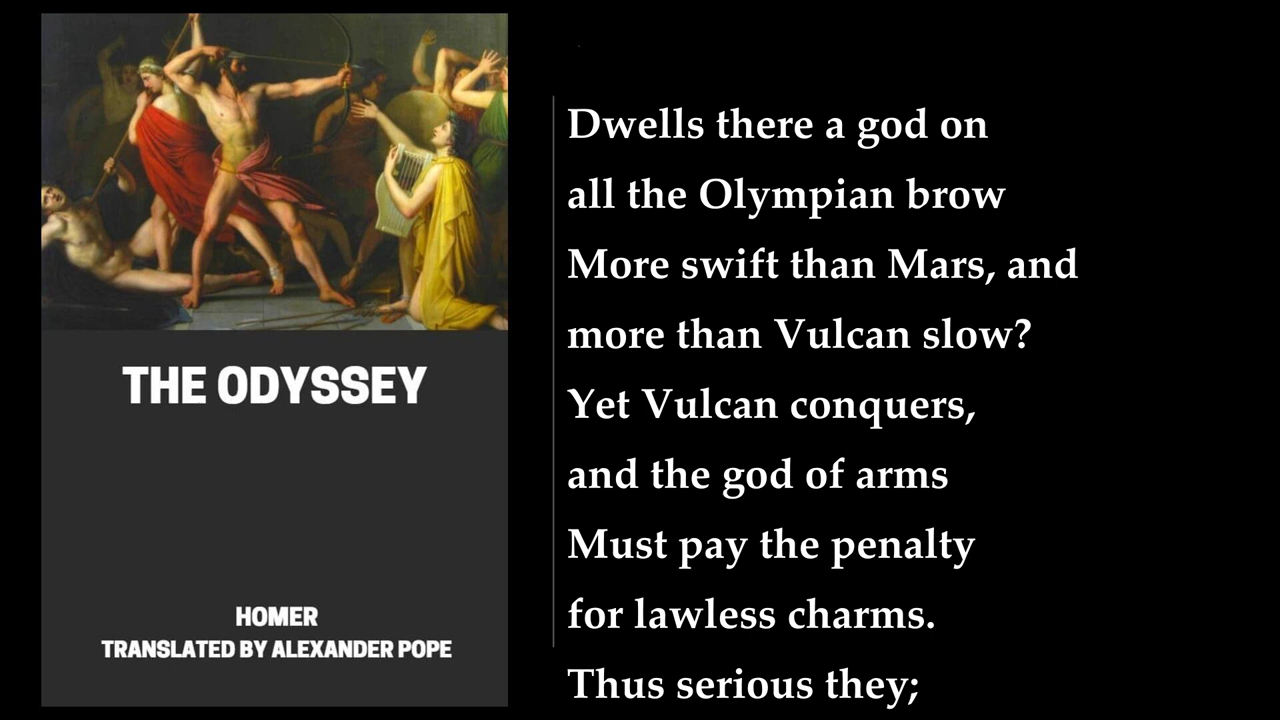 THE ODYSSEY
HOMER
TRANSLATED BY ALEXANDER POPE
Dwells there a god on
all the Olympian brow
More swift than Mars, and
more than Vulcan slow?
Yet Vulcan conquers,
and the god of arms
Must pay the penalty
for lawless charms.
Thus serious they;